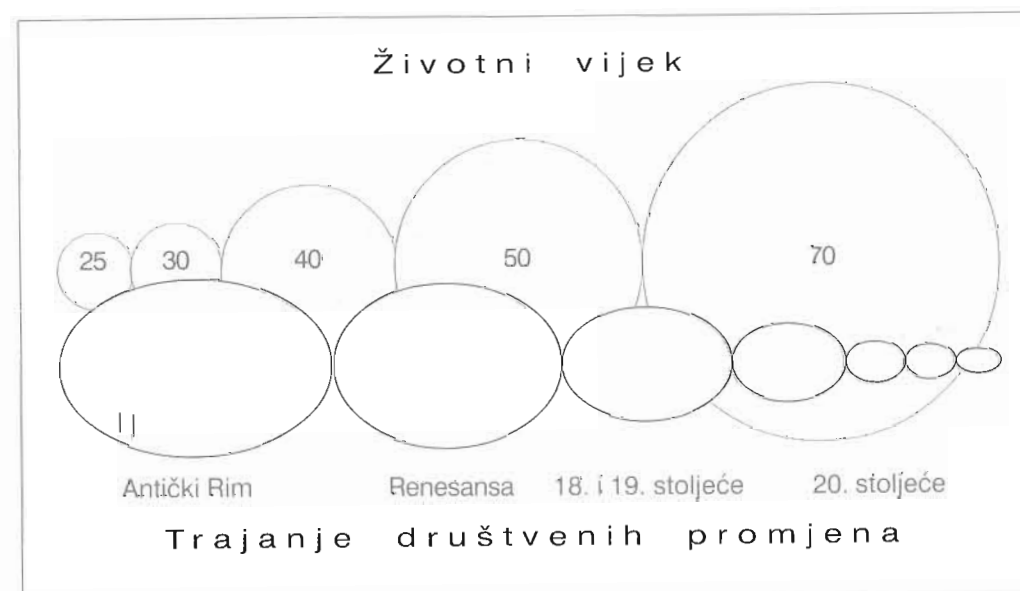 Životni vijek
25 30 40 50 70
Antički Rim Renesansa 18. i 19. stoljeće 20. stoljeće
Trajanje društvenih promjena